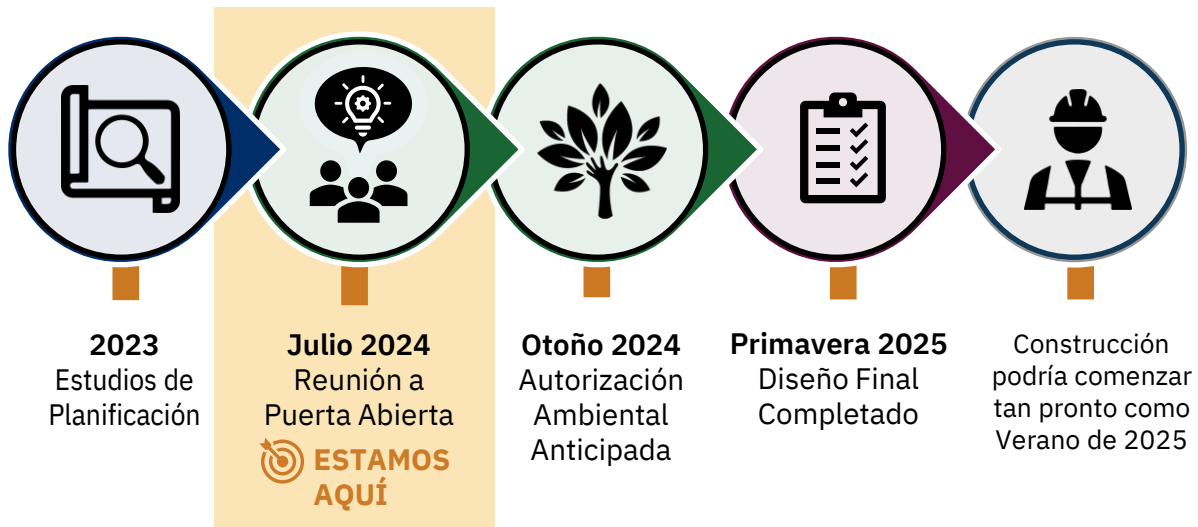 2023
Estudios de
Planificación
Julio 2024
Reunión a
Puerta Abierta
ESTAMOS
AQUÍ
Otoño 2024
Autorización
Ambiental
Anticipada
Primavera 2025
Diseño Final
Completado
Construcción
podría comenzar
tan pronto como
Verano de 2025